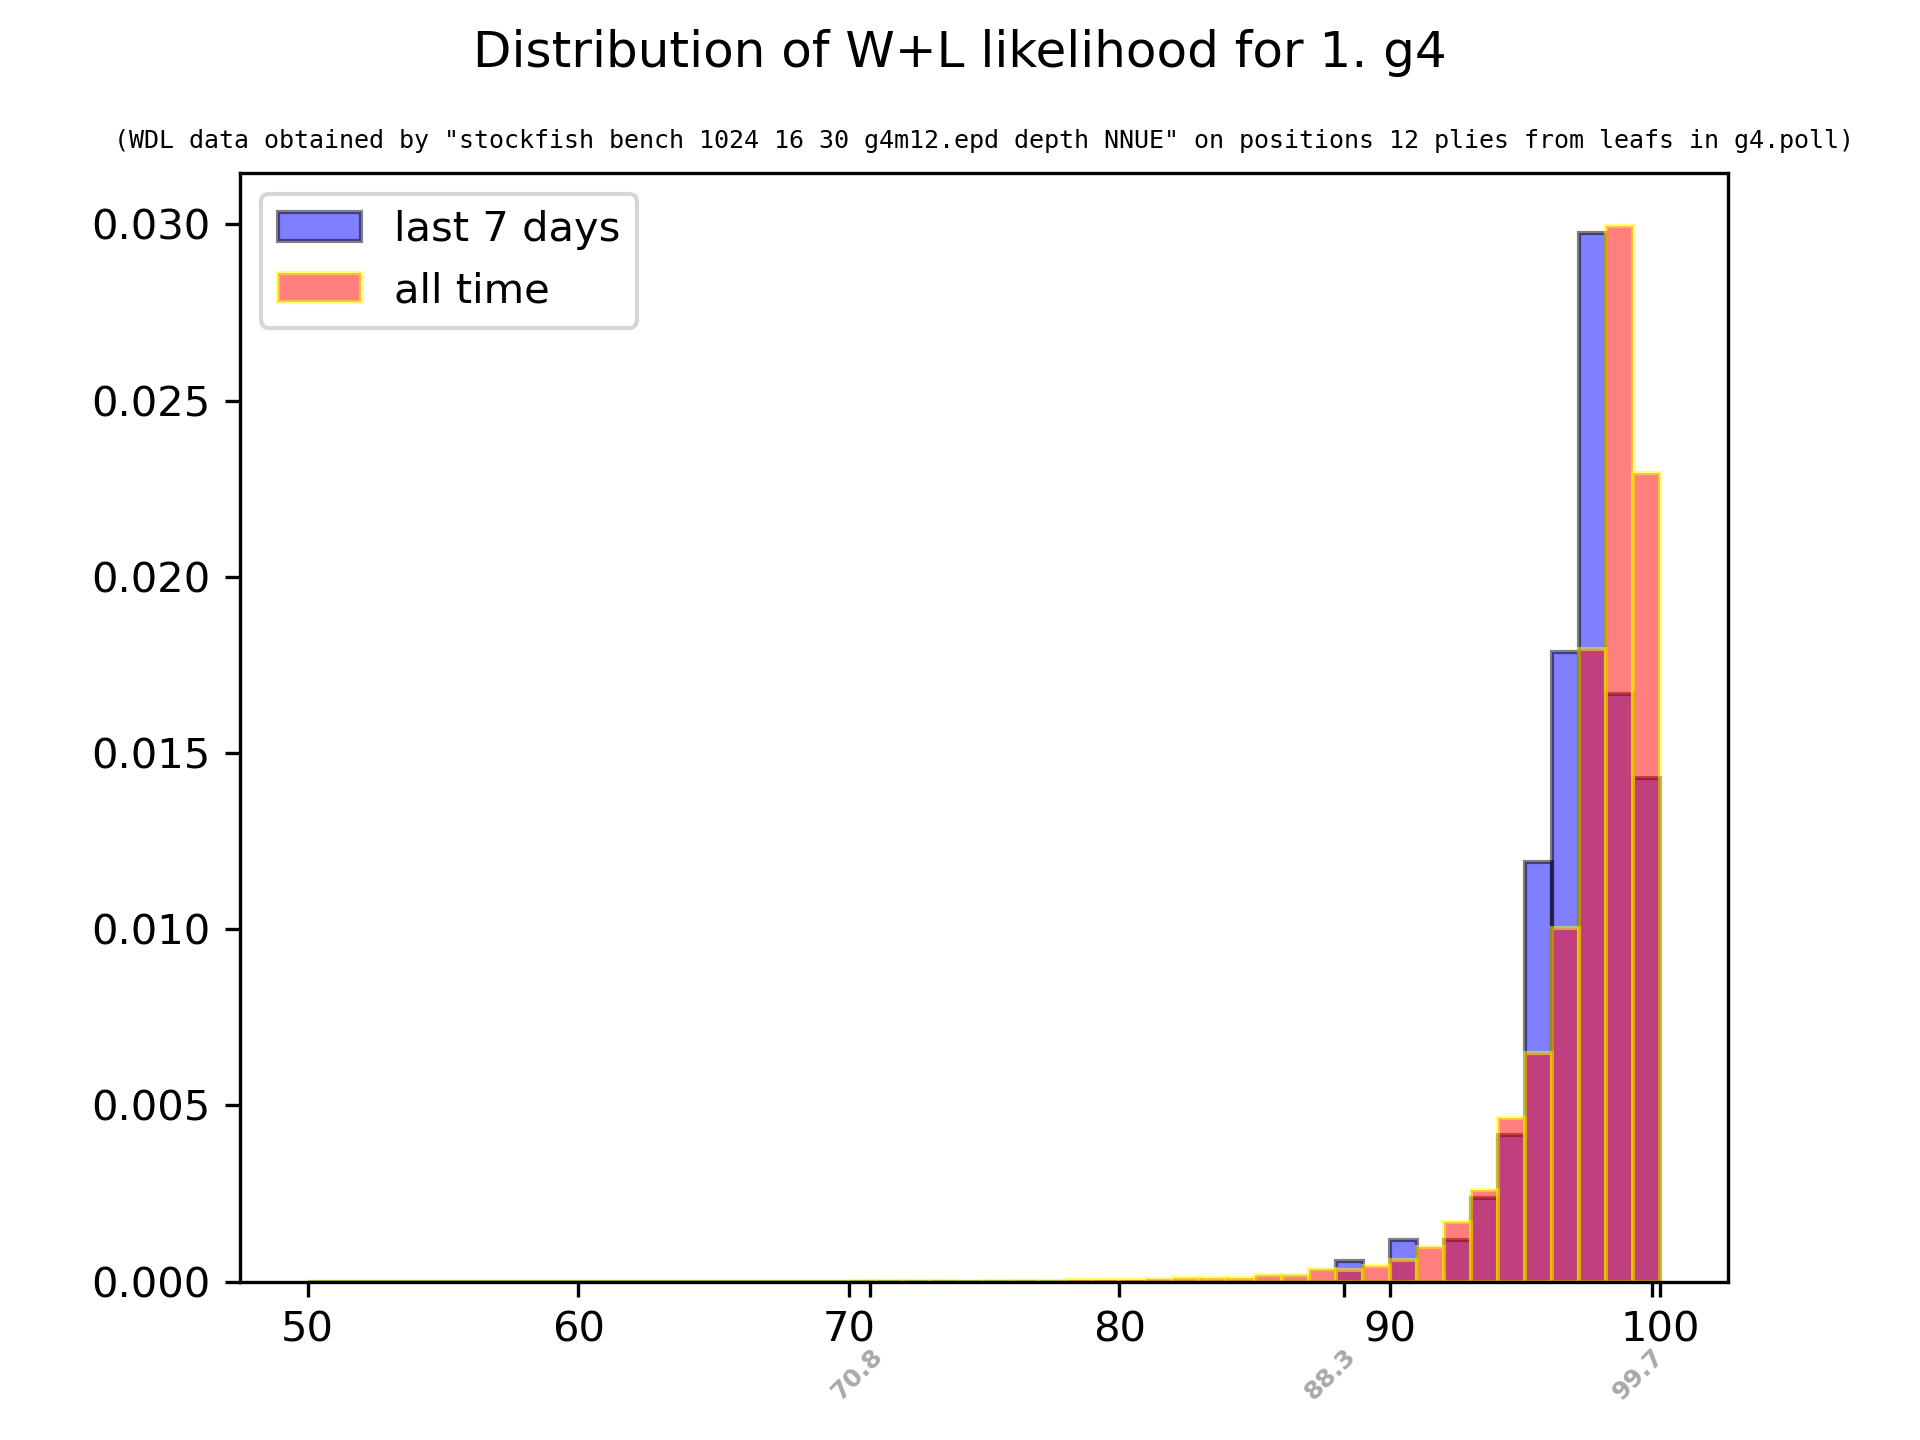 Distribution of W+L likelihood for 1. g4
(WDL data obtained by "stockfish bench 1024 16 30 g4m12.epd depth NNUE" on positions 12 plies from leafs in g4.poll)
last 7 days
all time
0.030
0.025
0.020
0.015
0.010
0.005
0.000
50 60 70 80 90 100
70.8 88.3 99.7